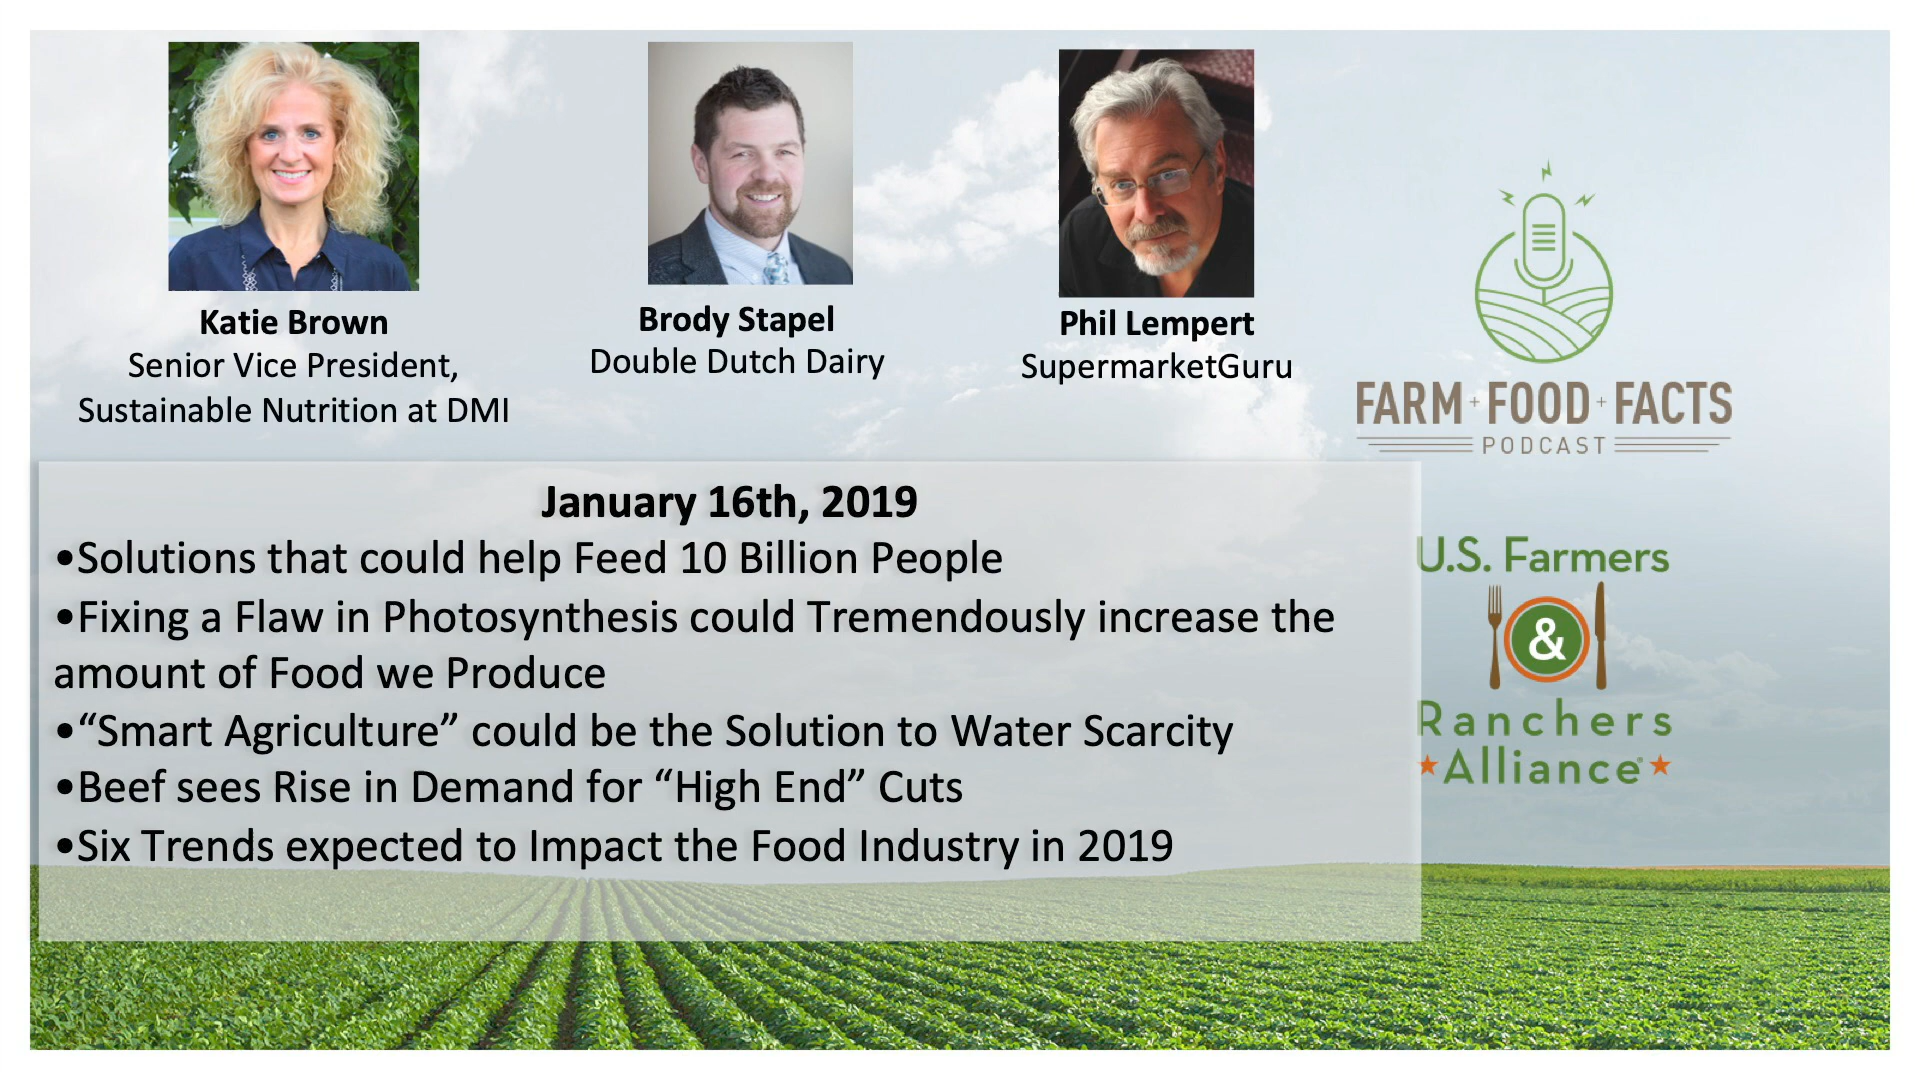 Katie Brown
Senior Vice President,
Sustainable Nutrition at DMI
Brody Stapel
Double Dutch Dairy
Phil Lempert
SupermarketGuru
FARM + FOOD + FACTS
PODCAST
January 16th, 2019
•Solutions that could help Feed 10 Billion People
•Fixing a Flaw in Photosynthesis could Tremendously increase the
amount of Food we Produce
•“Smart Agriculture” could be the Solution to Water Scarcity
•Beef sees Rise in Demand for “High End” Cuts
•Six Trends expected to Impact the Food Industry in 2019
U.S. Farmers
&
Ranchers
Alliance